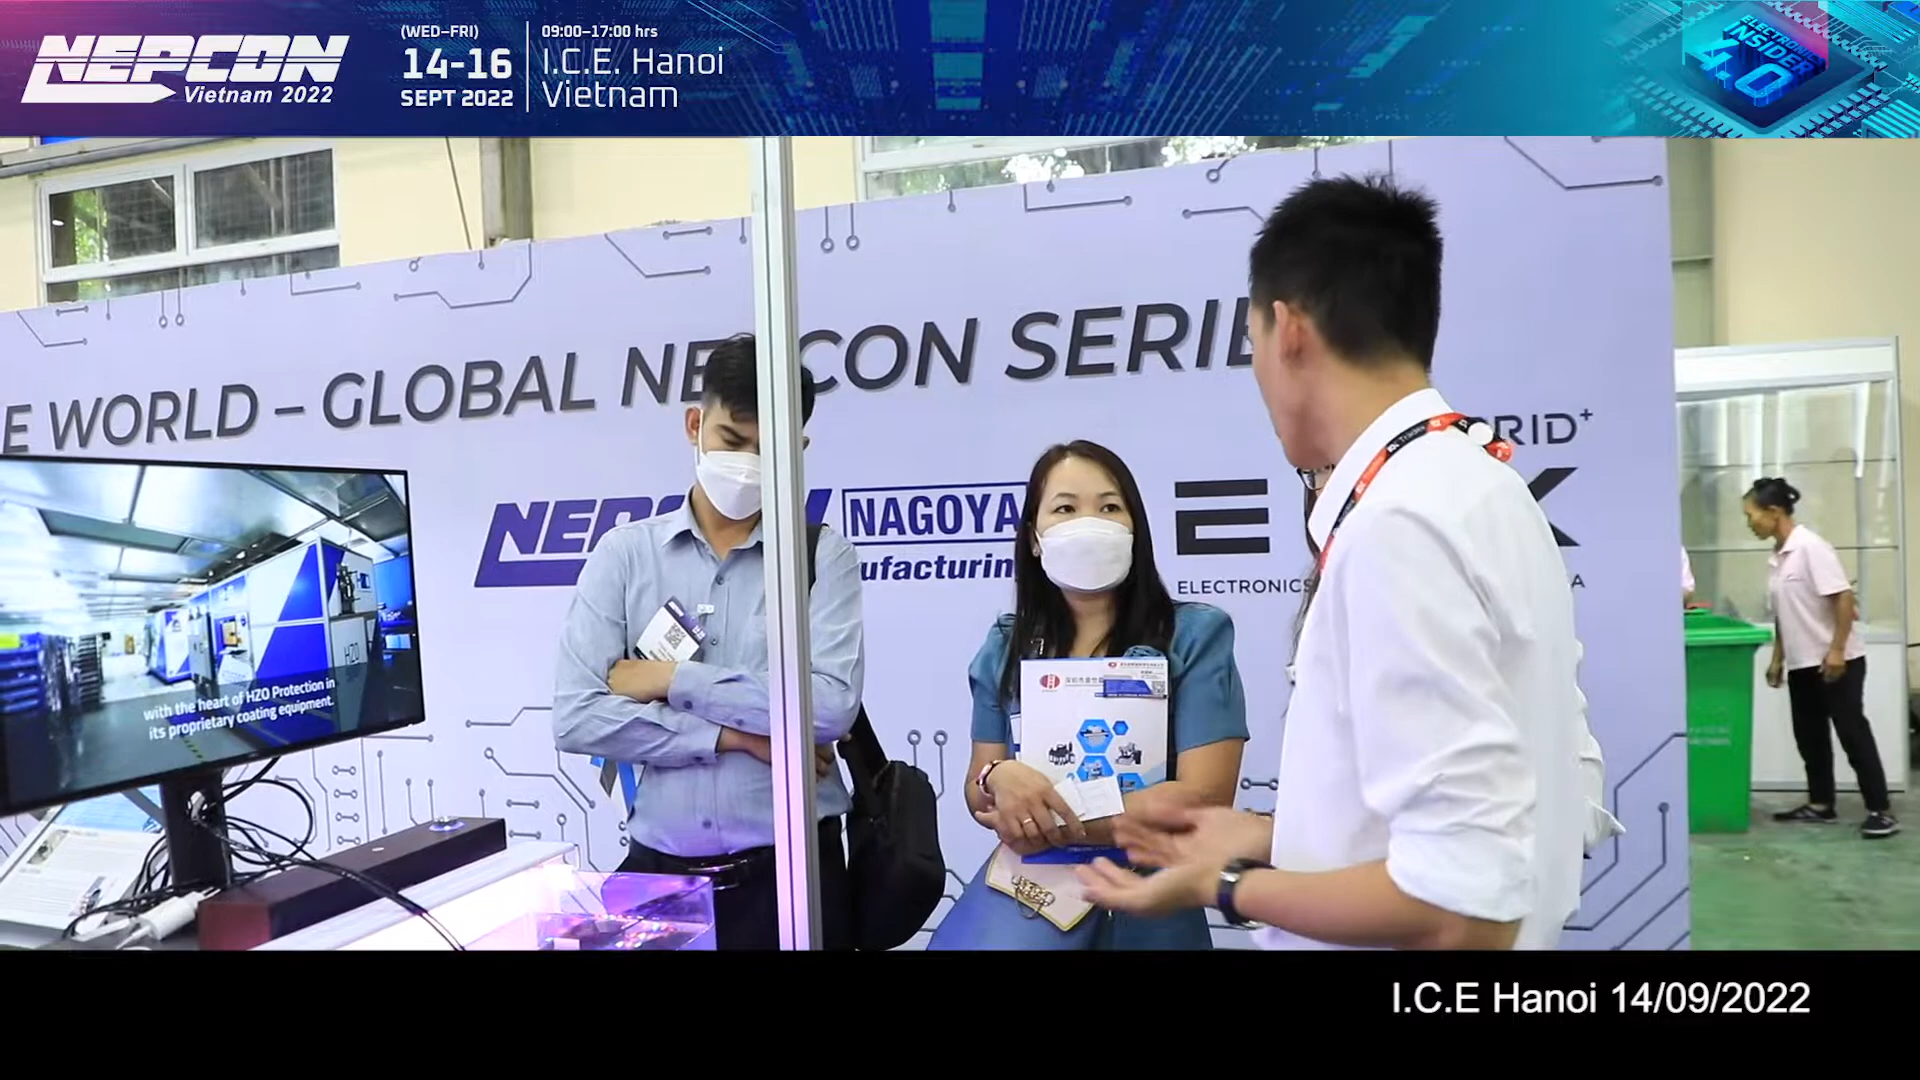 NEPCON
Vietnam 2022
(WED–FRI)
14-16
SEPT 2022
09:00–17:00 hrs
I.C.E. Hanoi
Vietnam
ELECTRONICS
INSIDER
4.0
E WORLD – GLOBAL NEPCON SERIE
RID+
NEPC
NAGOYA
ufacturin
E
X
ELECTRONICS
A
HZO
with the heart of HZO Protection in
its proprietary coating equipment.
I.C.E Hanoi 14/09/2022